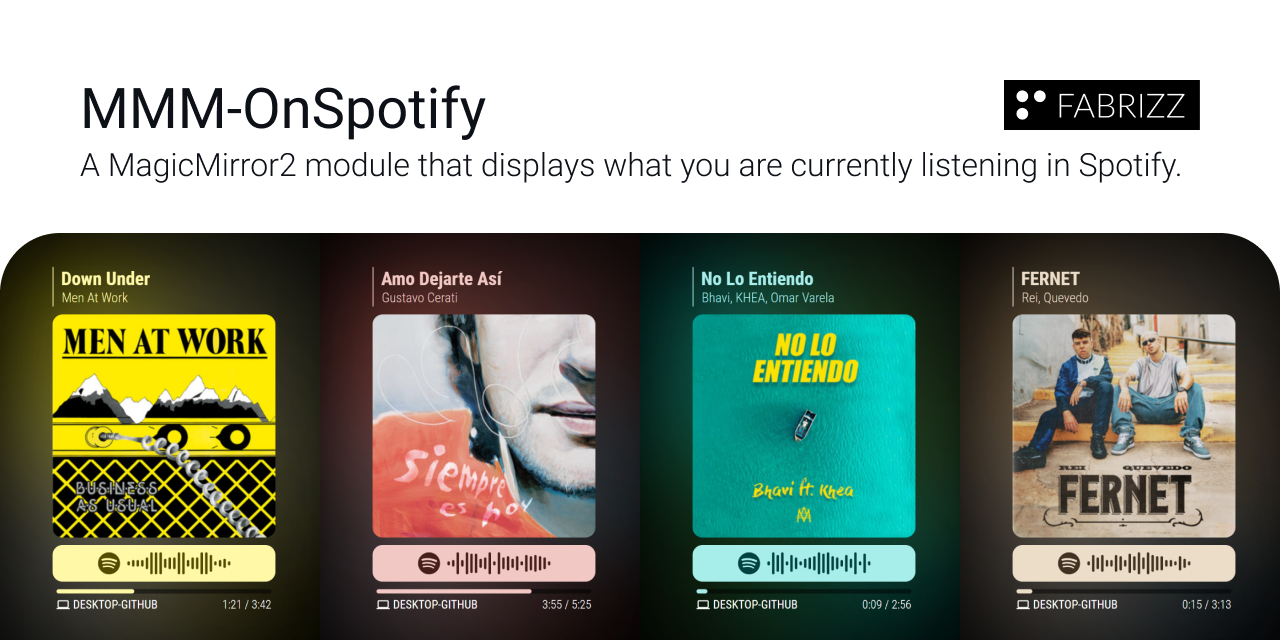 MMM-OnSpotify
FABRIZZ
A MagicMirror2 module that displays what you are currently listening in Spotify.
Down Under
Men At Work
MEN AT WORK
BUSINESS
AS USUAL
DESKTOP-GITHUB
1:21 / 3:42
Amo Dejarte Así
Gustavo Cerati
siempre
es hoy
DESKTOP-GITHUB
3:55 / 5:25
No Lo Entiendo
Bhavi, KHEA, Omar Varela
NO LO
ENTIENDO
Bhavi ft. Khea
DESKTOP-GITHUB
0:09 / 2:56
FERNET
Rei, Quevedo
REI QUEVEDO
FERNET
DESKTOP-GITHUB
0:15 / 3:13